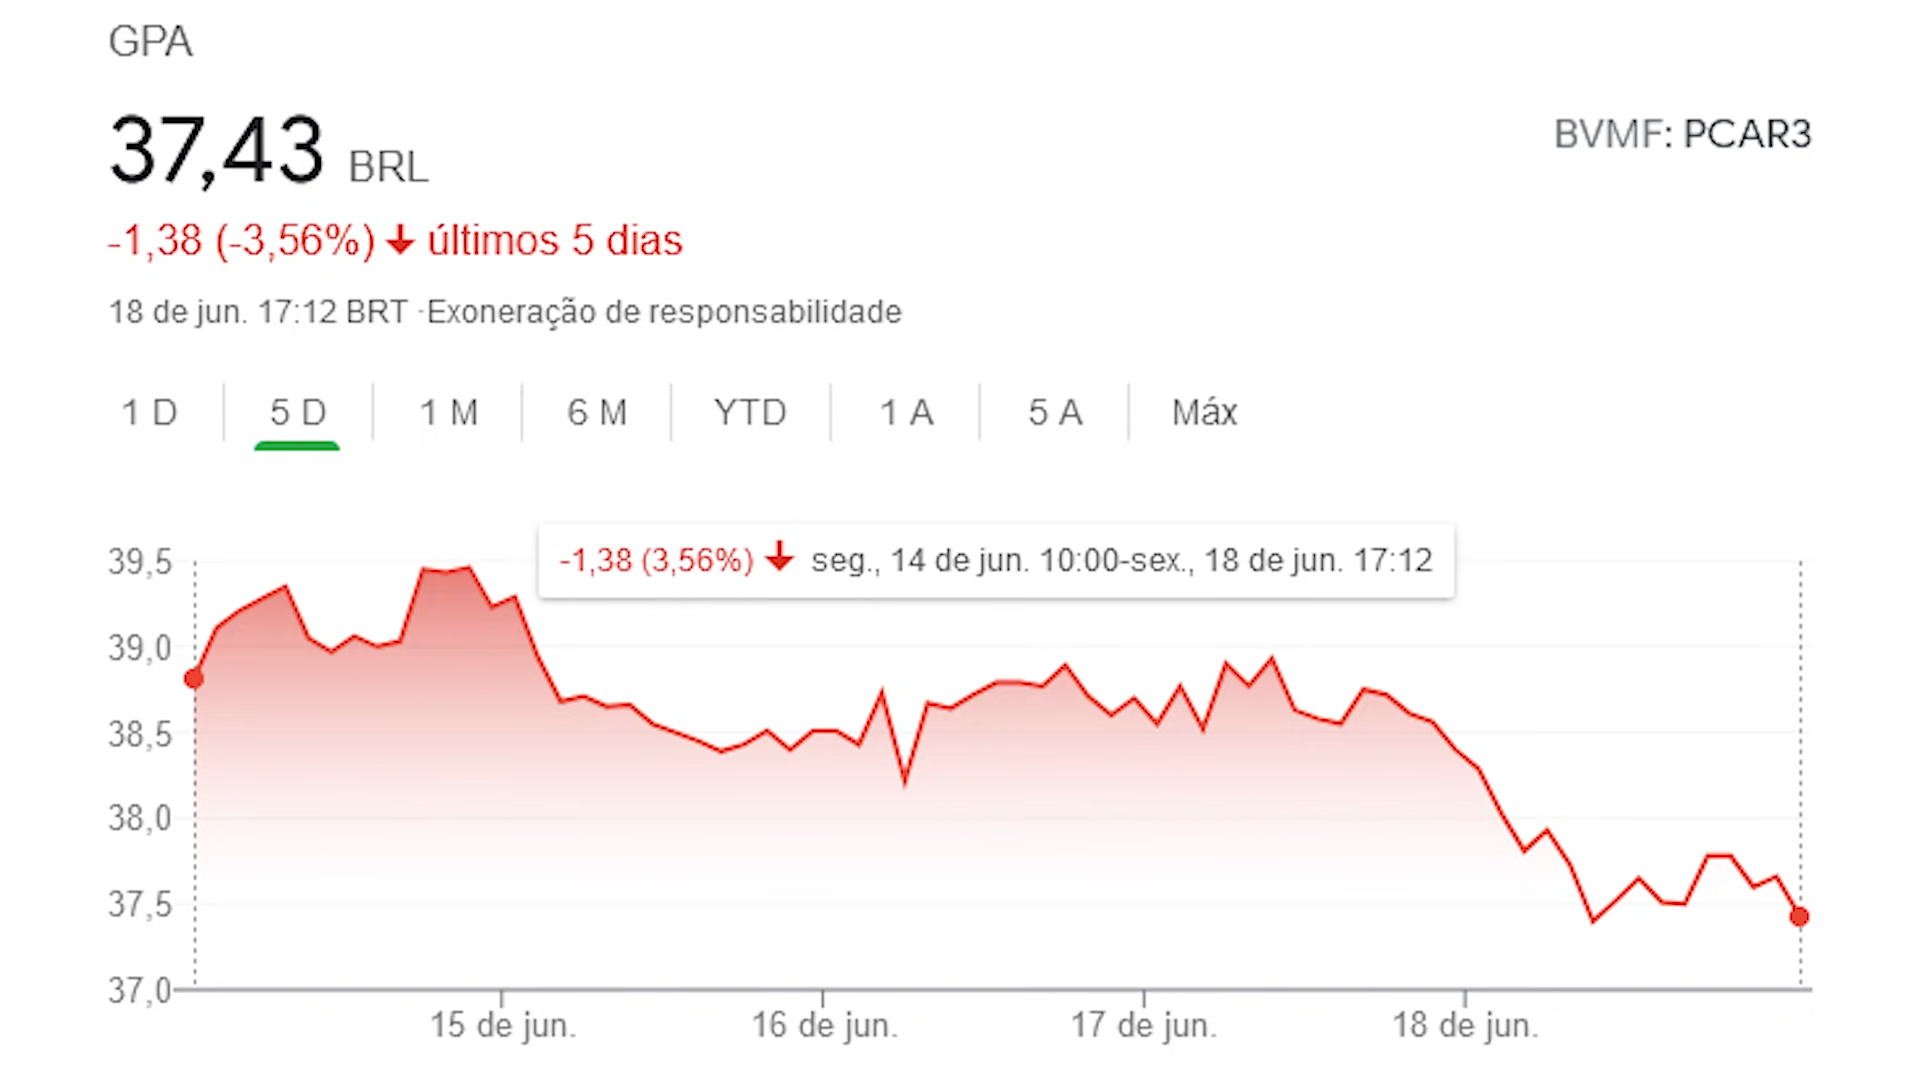 GPA
37,43 BRL
BVMF: PCAR3
-1,38 (-3,56%) ↓ últimos 5 dias
18 de jun. 17:12 BRT ·Exoneração de responsabilidade
1 D 5 D 1 M 6 M YTD 1 A 5 A Máx
-1,38 (3,56%) ↓ seg., 14 de jun. 10:00-sex., 18 de jun. 17:12
39,5
39,0
38,5
38,0
37,5
37,0
15 de jun. 16 de jun. 17 de jun. 18 de jun.